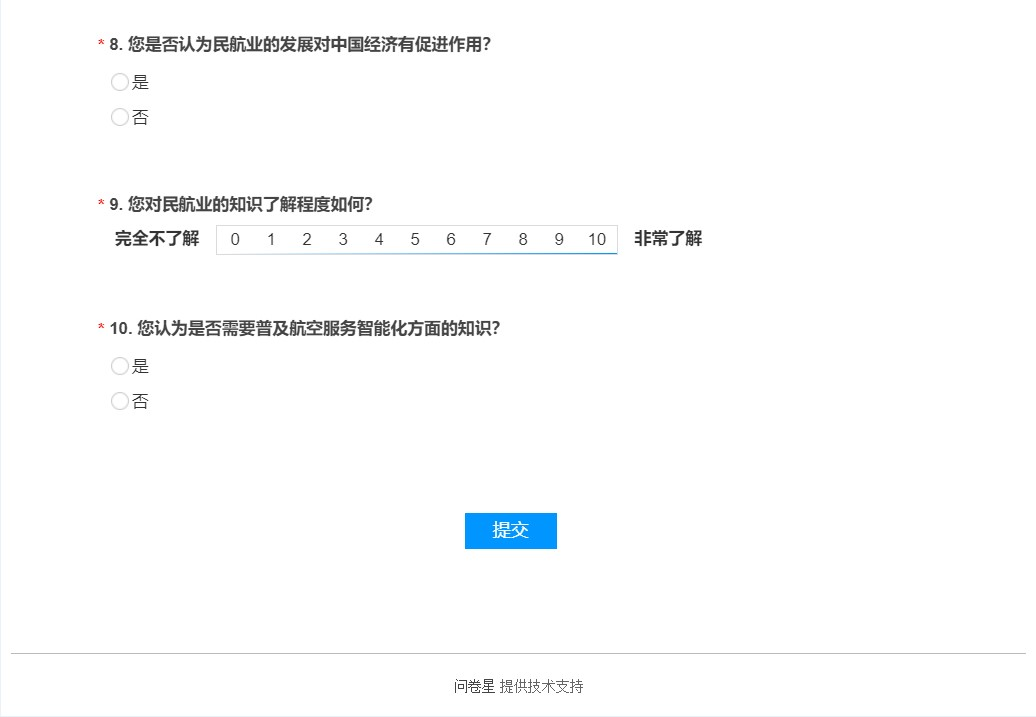 * 8. 您是否认为民航业的发展对中国经济有促进作用?
是
否
* 9. 您对民航业的知识了解程度如何?
完全不了解 0 1 2 3 4 5 6 7 8 9 10 非常了解
* 10. 您认为是否需要普及航空服务智能化方面的知识?
是
否
提交
问卷星 提供技术支持